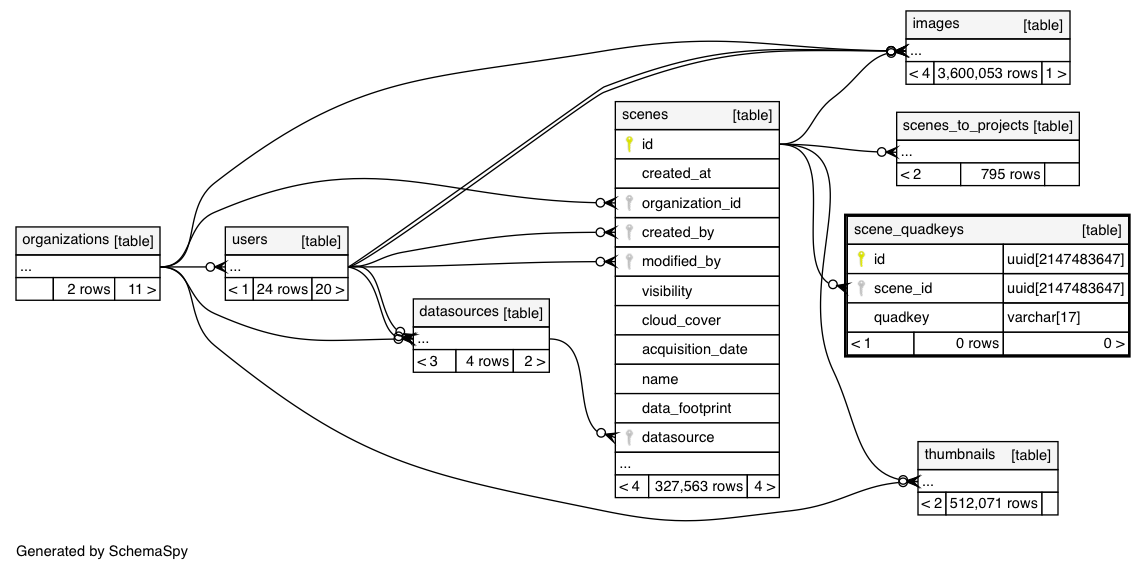 images [table]
...
< 4 3,600,053 rows 1 >
scenes [table]
id
created_at
organization_id
created_by
modified_by
visibility
cloud_cover
acquisition_date
name
data_footprint
datasource
...
< 4 327,563 rows 4 >
scenes_to_projects [table]
...
< 2 795 rows
scene_quadkeys [table]
id uuid[2147483647]
scene_id uuid[2147483647]
quadkey varchar[17]
< 1 0 rows 0 >
organizations [table]
...
2 rows 11 >
users [table]
...
< 1 24 rows 20 >
datasources [table]
...
< 3 4 rows 2 >
thumbnails [table]
...
< 2 512,071 rows
Generated by SchemaSpy